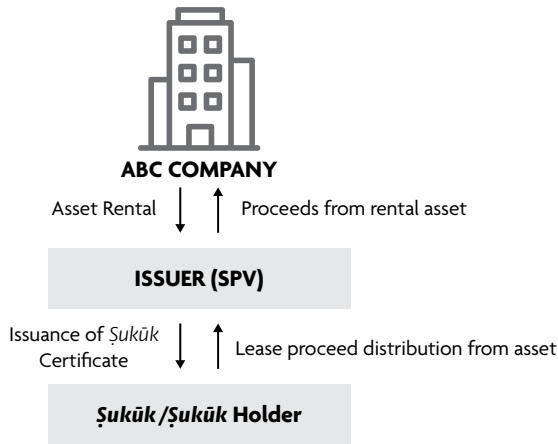 ABC COMPANY
Asset Rental
Proceeds from rental asset
ISSUER (SPV)
Issuance of Ṣukūk
Certificate
Lease proceed distribution from asset
Ṣukūk/Ṣukūk Holder